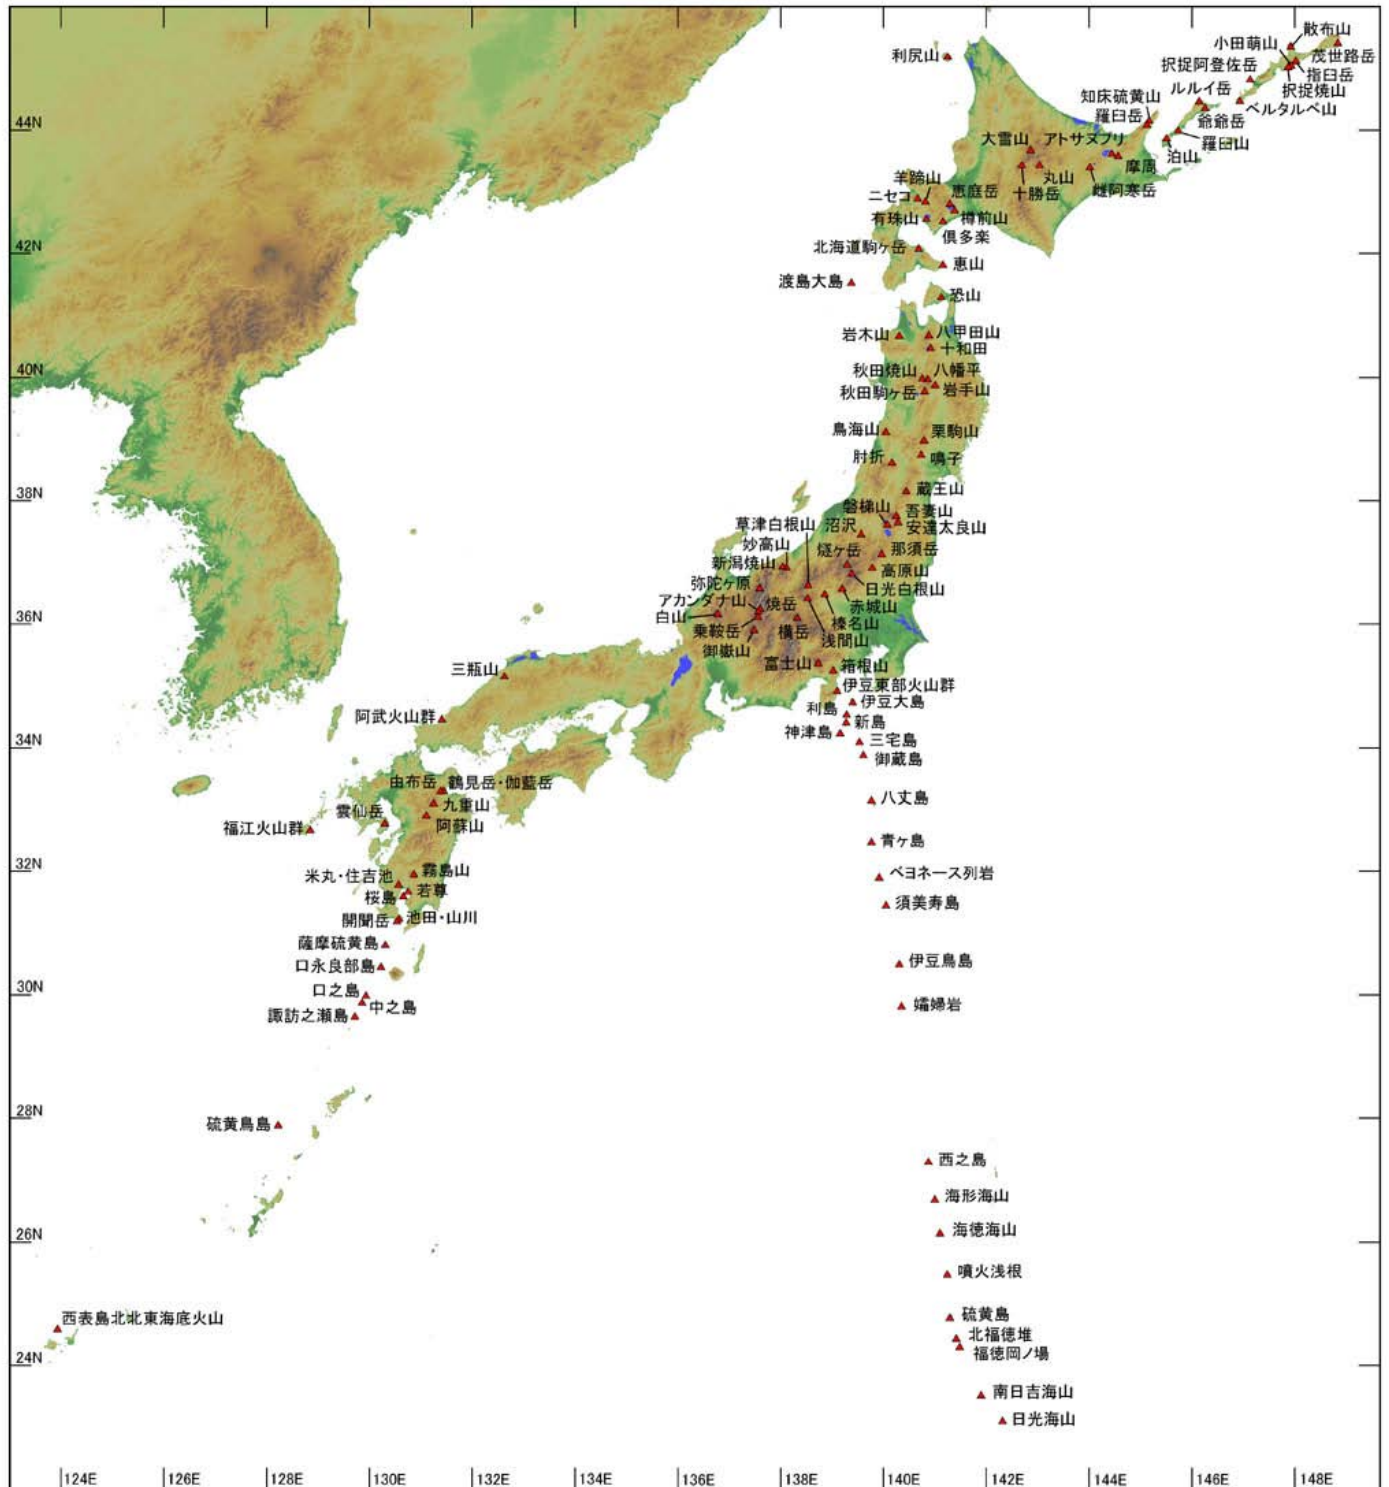 散布山
小田萌山
茂世路岳
利尻山
択捉阿登佐岳
指臼岳
択捉焼山
ルルイ岳
知床硫黄山
ベルタルベ山
羅臼岳
爺爺岳
44N
大雪山
アトサヌプリ
羅臼山
泊山
摩周
羊蹄山
丸山
ニセコ
恵庭岳
十勝岳
雌阿寒岳
有珠山
樽前山
倶多楽
42N
北海道駒ヶ岳
恵山
渡島大島
恐山
岩木山
八甲田山
十和田
40N
秋田焼山
八幡平
秋田駒ヶ岳
岩手山
鳥海山
栗駒山
肘折
鳴子
38N
蔵王山
磐梯山
吾妻山
草津白根山
沼沢
安達太良山
妙高山
燧ヶ岳
那須岳
新潟焼山
高原山
弥陀ヶ原
日光白根山
アカンダナ山
焼岳
赤城山
36N
白山
乗鞍岳
横岳
榛名山
御嶽山
浅間山
三瓶山
富士山
箱根山
伊豆東部火山群
利島
伊豆大島
阿武火山群
新島
34N
神津島
三宅島
御蔵島
由布岳
鶴見岳・伽藍岳
八丈島
九重山
雲仙岳
福江火山群
阿蘇山
青ヶ島
32N
米丸・住吉池
霧島山
ベヨネース列岩
桜島
若尊
須美寿島
開聞岳
池田・山川
薩摩硫黄島
口永良部島
伊豆鳥島
30N
口之島
中之島
孀婦岩
諏訪之瀬島
28N
硫黄鳥島
西之島
海形海山
26N
海徳海山
噴火浅根
西表島北北東海底火山
硫黄島
北福徳堆
24N
福徳岡ノ場
南日吉海山
日光海山
124E
126E
128E
130E
132E
134E
136E
138E
140E
142E
144E
146E
148E